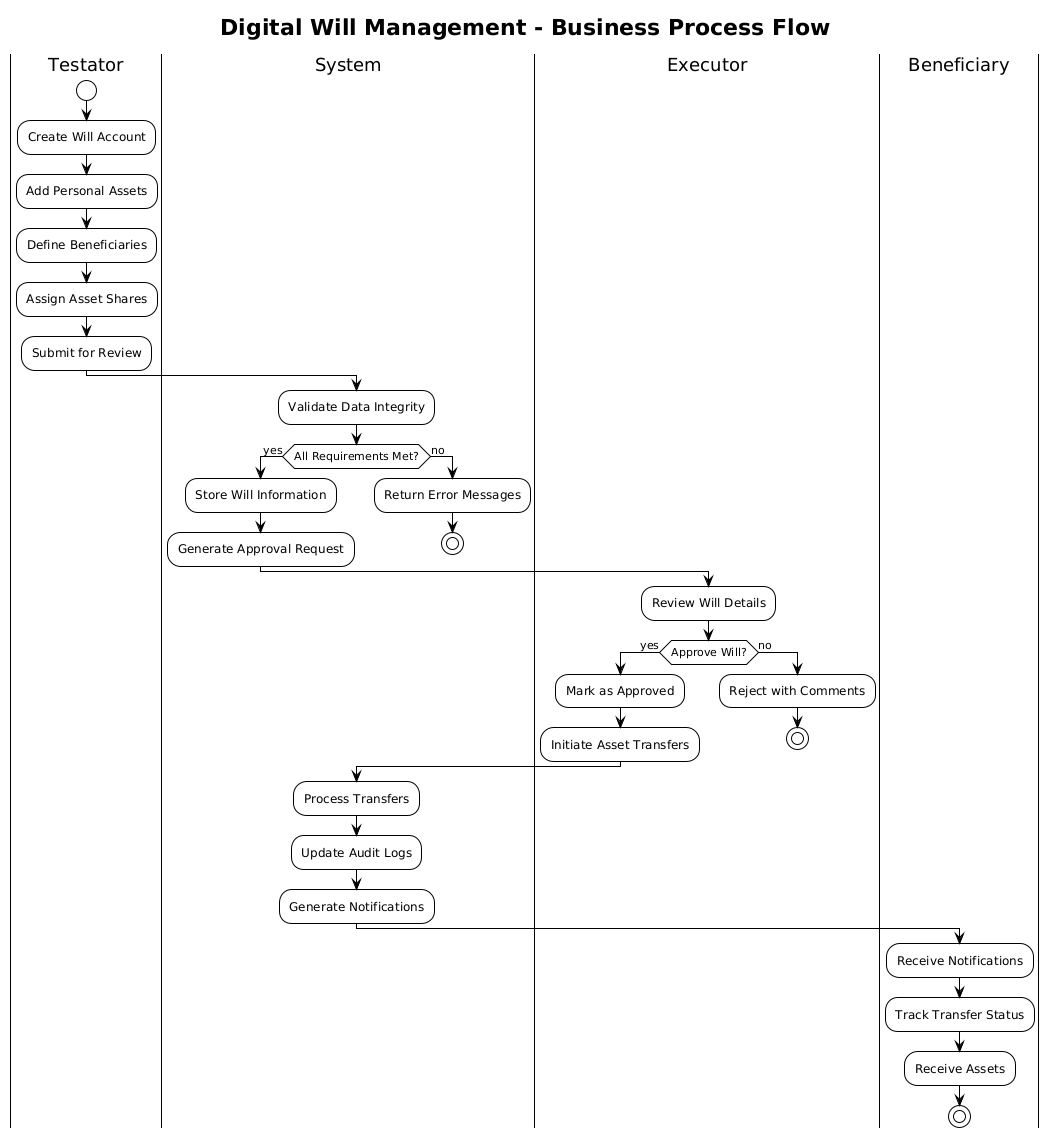 Digital Will Management - Business Process Flow
Testator
System
Executor
Beneficiary
Create Will Account
Add Personal Assets
Define Beneficiaries
Assign Asset Shares
Submit for Review
Validate Data Integrity
yes
All Requirements Met?
no
Store Will Information
Return Error Messages
Generate Approval Request
Review Will Details
yes
Approve Will?
no
Mark as Approved
Reject with Comments
Initiate Asset Transfers
Process Transfers
Update Audit Logs
Generate Notifications
Receive Notifications
Track Transfer Status
Receive Assets